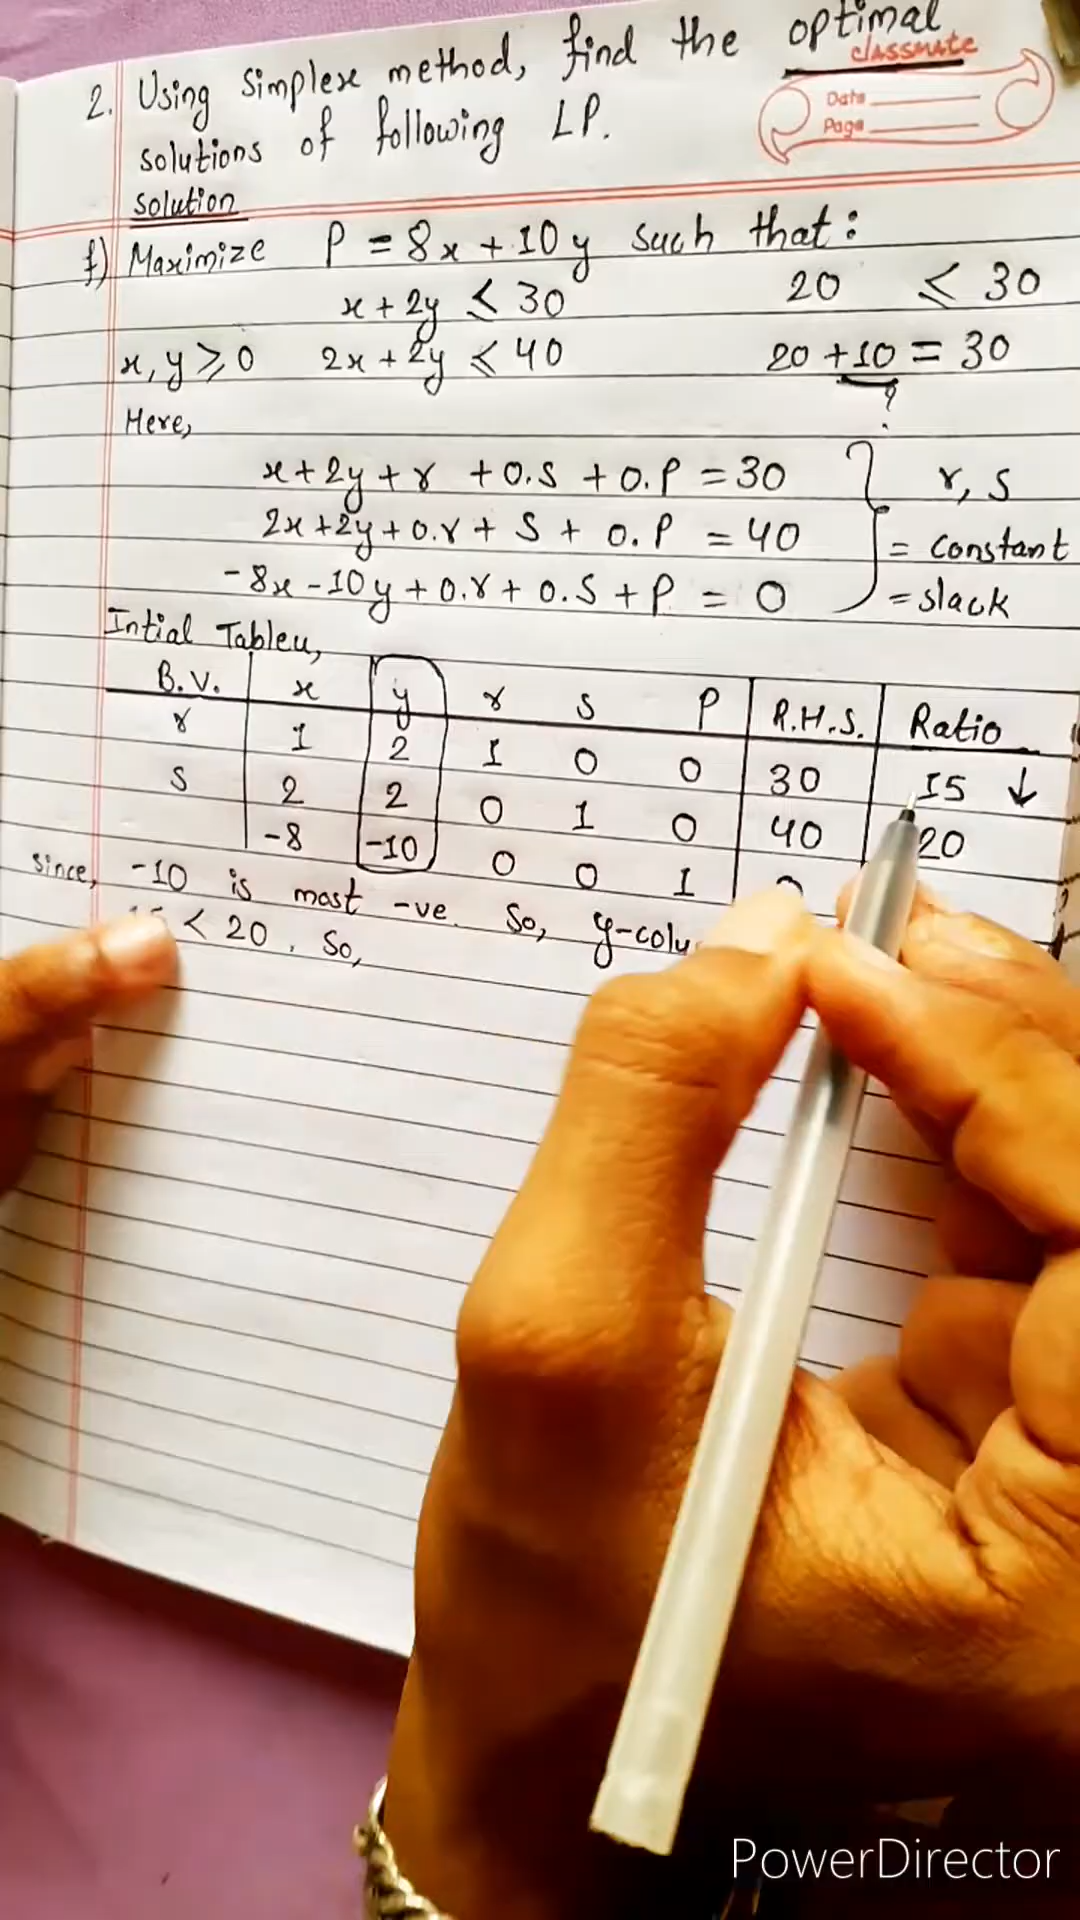 2. Using Simplex method, find the optimal
classmate
Date
Page
solutions of following LP.
solution
f) Maximize P = 8x + 10y such that:
x + 2y ≤ 30 20 ≤ 30
x, y ≥ 0 2x + 2y ≤ 40 20 + 10 = 30
?
Here,
x + 2y + r + 0.s + 0.P = 30 r, s
2x + 2y + 0.r + s + 0.P = 40 = constant
-8x - 10y + 0.r + 0.s + P = 0 = slack
Intial Tableu,
B.V. x y r s P R.H.S. Ratio
r 1 2 1 0 0 30 15 ↓
s 2 2 0 1 0 40 20
-8 -10 0 0 1
Since, -10 is most -ve. So,
< 20. So,
PowerDirector